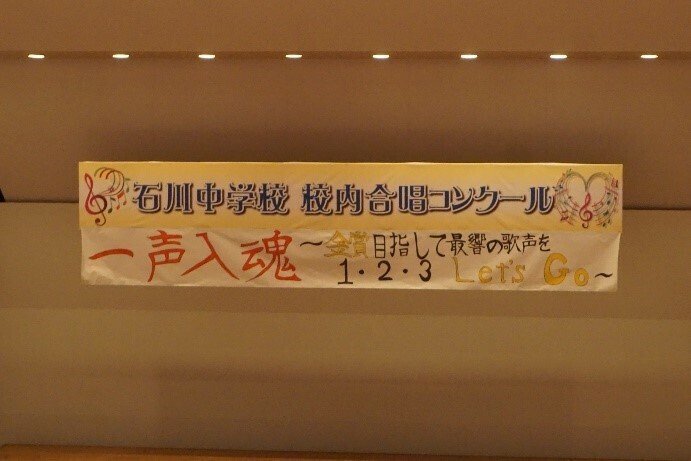 石川中学校 校内合唱コンクール
一声入魂 ～金賞目指して最響の歌声を
1・2・3 Let's Go～